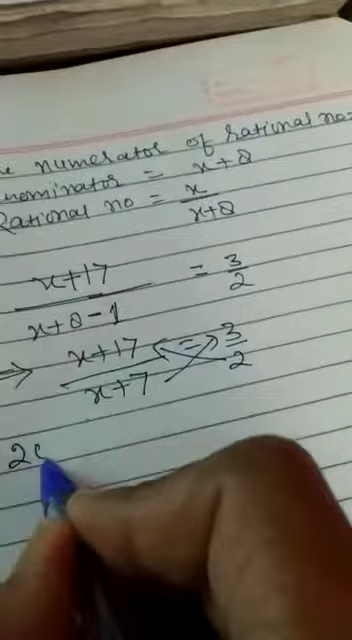 numerator of rational no =
denominator = x+8
Rational no = x/x+8
x+17/x+8-1 = 3/2
⇒ x+17/x+7 = 3/2
2(